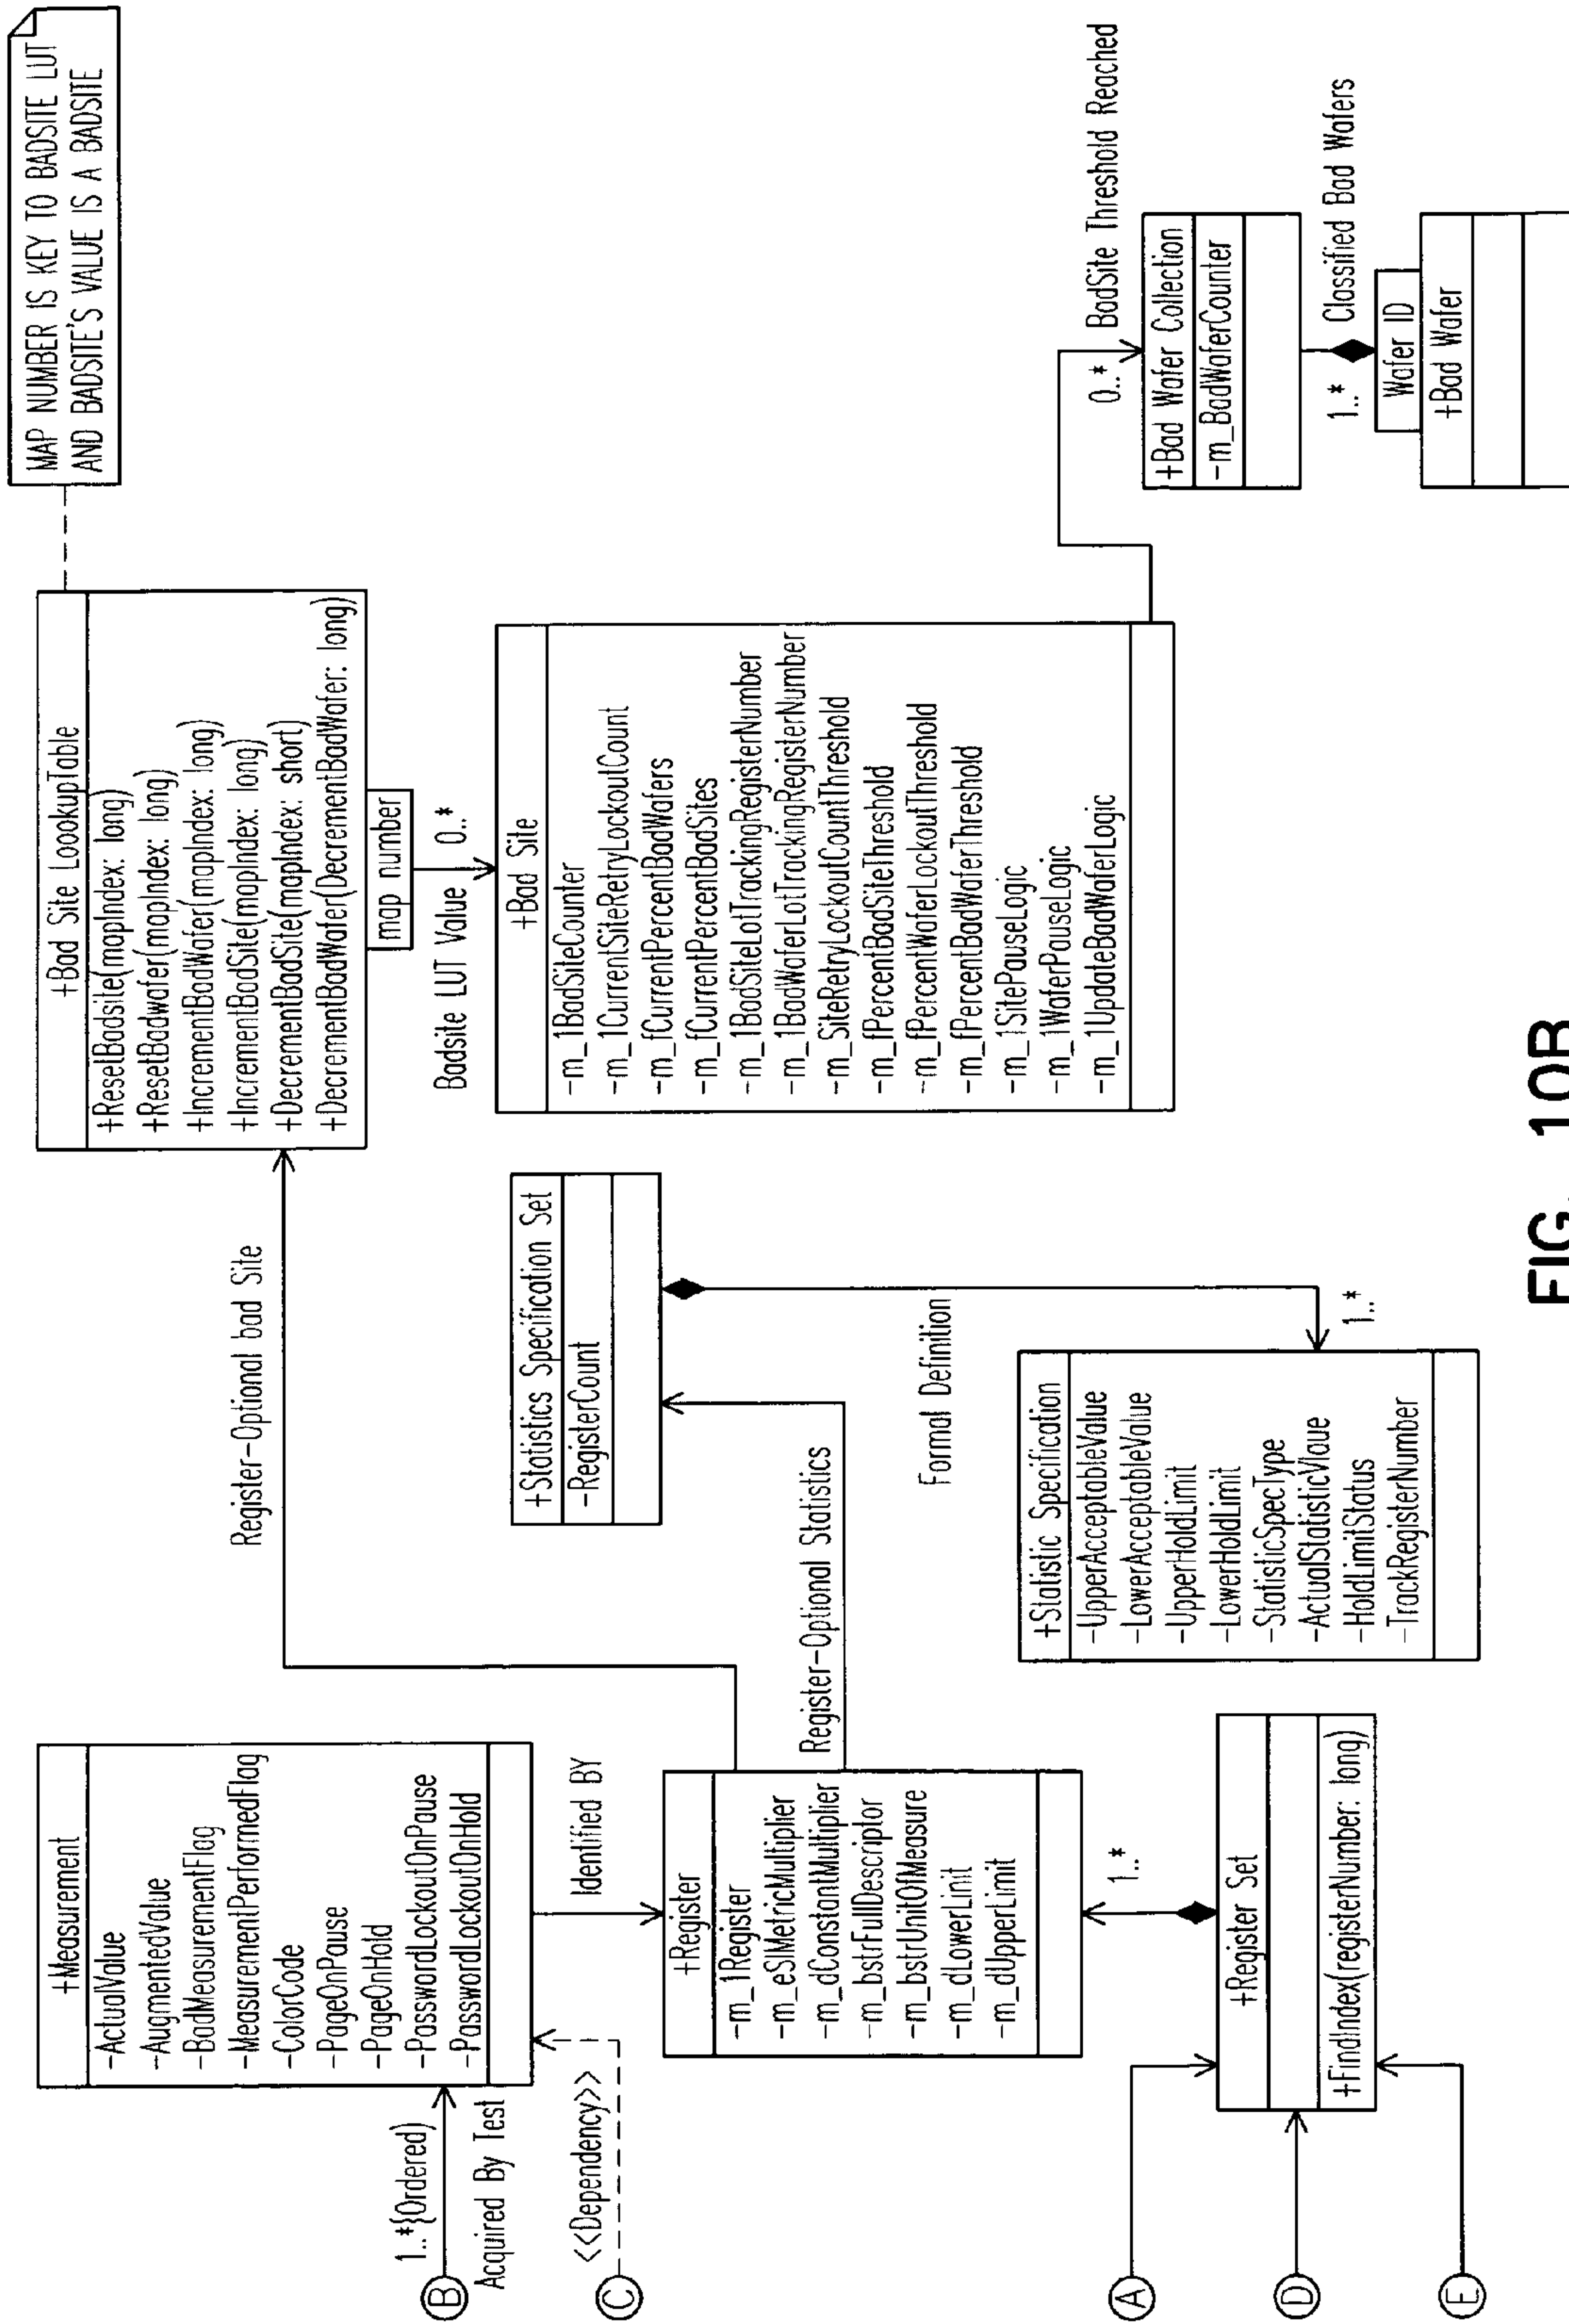 MAP NUMBER IS KEY TO BADSITE LUT
AND BADSITE'S VALUE IS A BADSITE
+Measurement
-ActualValue
-AugmentedValue
-BadMeasurementFlag
-MeasurementPerformedFlag
-ColorCode
-PageOnPause
-PageOnHold
-PasswordLockoutOnPause
-PasswordLockoutOnHold
1..*{Ordered)
B
Acquired By Test
<<Dependency>>
C
Identified BY
+Register
-m_1Register
-m_eSIMetricMultiplier
-m_dConstantMultiplier
-m_bstrFullDescriptor
-m_bstrUnitOfMeasure
-m_dLowerLimit
-m_dUpperLimit
1..*
+Register Set
+FindIndex(registerNumber: long)
A
D
E
Register-Optional bad Site
Register-Optional Statistics
+Statistics Specification Set
-RegisterCount
Formal Definition
1..*
+Statistic Specification
-UpperAcceptableValue
-LowerAcceptableValue
-UpperHoldLimit
-LowerHoldLimit
-StatisticSpecType
-ActualStatisticVlaue
-HoldLimitStatus
-TrackRegisterNumber
+Bad Site LoookupTable
+ResetBadsite(mapIndex: long)
+ResetBadwafer(mapIndex: long)
+IncrementBadWafer(mapIndex: long)
+IncrementBadSite(mapIndex: long)
+DecrementBadSite(mapIndex: short)
+DecrementBadWafer(DecrementBadWafer: long)
map number
Badsite LUT Value 0..*
+Bad Site
-m_1BadSiteCounter
-m_1CurrentSiteRetryLockoutCount
-m_fCurrentPercentBadWafers
-m_fCurrentPercentBadSites
-m_1BadSiteLotTrackingRegisterNumber
-m_1BadWaferLotTrackingRegisterNumber
-m_SiteRetryLockoutCountThreshold
-m_fPercentBadSiteThreshold
-m_fPercentWaferLockoutThreshold
-m_fPercentBadWaferThreshold
-m_1SitePauseLogic
-m_1WaferPauseLogic
-m_1UpdateBadWaferLogic
0..* BadSite Threshold Reached
+Bad Wafer Collection
-m_BadWaferCounter
1..* Classified Bad Wafers
Wafer ID
+Bad Wafer
FIG. 10B